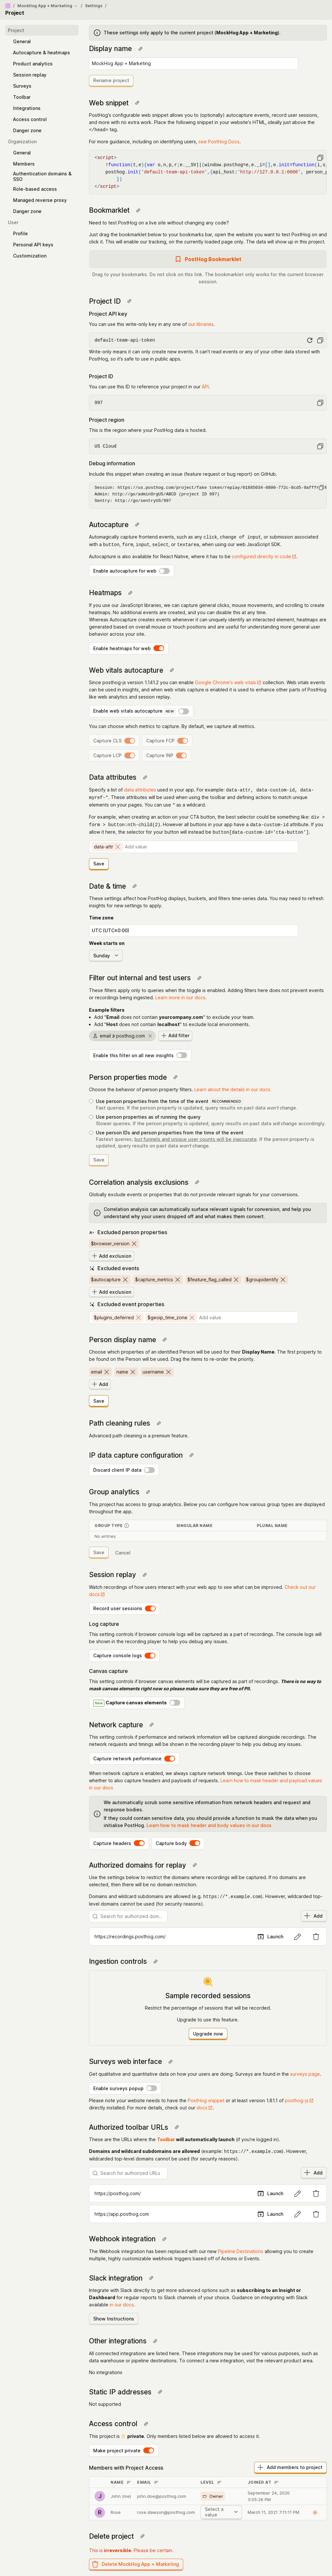 MockHog App + Marketing / Settings /
Project
Project
General
Autocapture & heatmaps
Product analytics
Session replay
Surveys
Toolbar
Integrations
Access control
Danger zone
Organization
General
Members
Authentication domains & SSO
Role-based access
Managed reverse proxy
Danger zone
User
Profile
Personal API keys
Customization
These settings only apply to the current project (MockHog App + Marketing).
Display name
MockHog App + Marketing
Rename project
Web snippet
PostHog's configurable web snippet allows you to (optionally) autocapture events, record user sessions, and more with no extra work. Place the following snippet in your website's HTML, ideally just above the </head> tag.
For more guidance, including on identifying users, see PostHog Docs.
<script>
</script>
Bookmarklet
Need to test PostHog on a live site without changing any code?
Just drag the bookmarklet below to your bookmarks bar, open the website you want to test PostHog on and click it. This will enable our tracking, on the currently loaded page only. The data will show up in this project.
PostHog Bookmarklet
Drag to your bookmarks. Do not click on this link. The bookmarklet only works for the current browser session.
Project ID
Project API key
You can use this write-only key in any one of our libraries.
default-team-api-token
Write-only means it can only create new events. It can't read events or any of your other data stored with PostHog, so it's safe to use in public apps.
Project ID
You can use this ID to reference your project in our API.
997
Project region
This is the region where your PostHog data is hosted.
US Cloud
Debug information
Include this snippet when creating an issue (feature request or bug report) on GitHub.
Admin: http://go/adminOrgUS/ABCD (project ID 997)
Sentry: http://go/sentryUS/997
Autocapture
Automagically capture frontend events, such as any click, change of input, or submission associated with a button, form, input, select, or textarea, when using our web JavaScript SDK.
Autocapture is also available for React Native, where it has to be configured directly in code.
Enable autocapture for web
Heatmaps
If you use our JavaScript libraries, we can capture general clicks, mouse movements, and scrolling to create heatmaps. No additional events are created, and you can disable this at any time.
Whereas Autocapture creates events whenever it can uniquely identify an interacted element, heatmaps are generated based on overall mouse or touch positions and are useful for understanding more general user behavior across your site.
Enable heatmaps for web
Web vitals autocapture
Since posthog-js version 1.141.2 you can enable Google Chrome's web vitals collection. Web vitals events can be used in insights, and when web vitals capture is enabled it is used to enhance other parts of PostHog like web analytics and session replay.
Enable web vitals autocapture NEW
You can choose which metrics to capture. By default, we capture all metrics.
Capture CLS
Capture FCP
Capture LCP
Capture INP
Data attributes
Specify a list of data attributes used in your app. For example: data-attr, data-custom-id, data-myref-*. These attributes will be used when using the toolbar and defining actions to match unique elements on your pages. You can use * as a wildcard.
For example, when creating an action on your CTA button, the best selector could be something like: div > form > button:nth-child(2). However all buttons in your app have a data-custom-id attribute. If you allow it here, the selector for your button will instead be button[data-custom-id='cta-button'].
data-attr
Add value
Save
Date & time
These settings affect how PostHog displays, buckets, and filters time-series data. You may need to refresh insights for new settings to apply.
Time zone
UTC (UTC±0:00)
Week starts on
Sunday
Filter out internal and test users
These filters apply only to queries when the toggle is enabled. Adding filters here does not prevent events or recordings being ingested. Learn more in our docs.
Example filters
Add "Email does not contain yourcompany.com" to exclude your team.
Add "Host does not contain localhost" to exclude local environments.
email ∌ posthog.com
Add filter
Enable this filter on all new insights
Person properties mode
Choose the behavior of person property filters. Learn about the details in our docs.
Use person properties from the time of the event RECOMMENDED
Fast queries. If the person property is updated, query results on past data won't change.
Use person properties as of running the query
Slower queries. If the person property is updated, query results on past data will change accordingly.
Use person IDs and person properties from the time of the event
Fastest queries, but funnels and unique user counts will be inaccurate. If the person property is updated, query results on past data won't change.
Save
Correlation analysis exclusions
Globally exclude events or properties that do not provide relevant signals for your conversions.
Correlation analysis can automatically surface relevant signals for conversion, and help you understand why your users dropped off and what makes them convert.
Excluded person properties
$browser_version
Add exclusion
Excluded events
$autocapture
$capture_metrics
$feature_flag_called
$groupidentify
Add exclusion
Excluded event properties
$plugins_deferred
$geoip_time_zone
Add value
Person display name
Choose which properties of an identified Person will be used for their Display Name. The first property to be found on the Person will be used. Drag the items to re-order the priority.
email
name
username
Add
Save
Path cleaning rules
Advanced path cleaning is a premium feature.
IP data capture configuration
Discard client IP data
Group analytics
This project has access to group analytics. Below you can configure how various group types are displayed throughout the app.
GROUP TYPE SINGULAR NAME PLURAL NAME
No entries
Save
Cancel
Session replay
Watch recordings of how users interact with your web app to see what can be improved. Check out our docs
Record user sessions
Log capture
This setting controls if browser console logs will be captured as a part of recordings. The console logs will be shown in the recording player to help you debug any issues.
Capture console logs
Canvas capture
This setting controls if browser canvas elements will be captured as part of recordings. There is no way to mask canvas elements right now so please make sure they are free of PII.
New Capture canvas elements
Network capture
This setting controls if performance and network information will be captured alongside recordings. The network requests and timings will be shown in the recording player to help you debug any issues.
Capture network performance
When network capture is enabled, we always capture network timings. Use these switches to choose whether to also capture headers and payloads of requests. Learn how to mask header and payload values in our docs
We automatically scrub some sensitive information from network headers and request and response bodies.
If they could contain sensitive data, you should provide a function to mask the data when you initialise PostHog. Learn how to mask header and body values in our docs
Capture headers
Capture body
Authorized domains for replay
Use the settings below to restrict the domains where recordings will be captured. If no domains are selected, then there will be no domain restriction.
Domains and wildcard subdomains are allowed (e.g. https://*.example.com). However, wildcarded top-level domains cannot be used (for security reasons).
Search for authorized dom...
Add
https://recordings.posthog.com/
Launch
Ingestion controls
Sample recorded sessions
Restrict the percentage of sessions that will be recorded.
Upgrade to use this feature.
Upgrade now
Surveys web interface
Get qualitative and quantitative data on how your users are doing. Surveys are found in the surveys page.
Enable surveys popup
Please note your website needs to have the PostHog snippet or at least version 1.81.1 of posthog-js directly installed. For more details, check out our docs.
Authorized toolbar URLs
These are the URLs where the Toolbar will automatically launch (if you're logged in).
Domains and wildcard subdomains are allowed (example: https://*.example.com). However, wildcarded top-level domains cannot be used (for security reasons).
Search for authorized URLs
Add
https://posthog.com/
Launch
https://app.posthog.com
Launch
Webhook integration
The Webhook integration has been replaced with our new Pipeline Destinations allowing you to create multiple, highly customizable webhook triggers based off of Actions or Events.
Slack integration
Integrate with Slack directly to get more advanced options such as subscribing to an Insight or Dashboard for regular reports to Slack channels of your choice. Guidance on integrating with Slack available in our docs.
Show Instructions
Other integrations
All connected integrations are listed here. These integrations may be used for various purposes, such as data warehouse or pipeline destinations. To connect a new integration, visit the relevant product area.
No integrations
Static IP addresses
Not supported
Access control
This project is private. Only members listed below are allowed to access it.
Make project private
Members with Project Access
Add members to project
NAME EMAIL LEVEL JOINED AT
J John (me) john.doe@posthog.com Owner
R Rose rose.dawson@posthog.com Select a value March 11, 2021 7:11:11 PM
Delete project
This is irreversible. Please be certain.
Delete MockHog App + Marketing